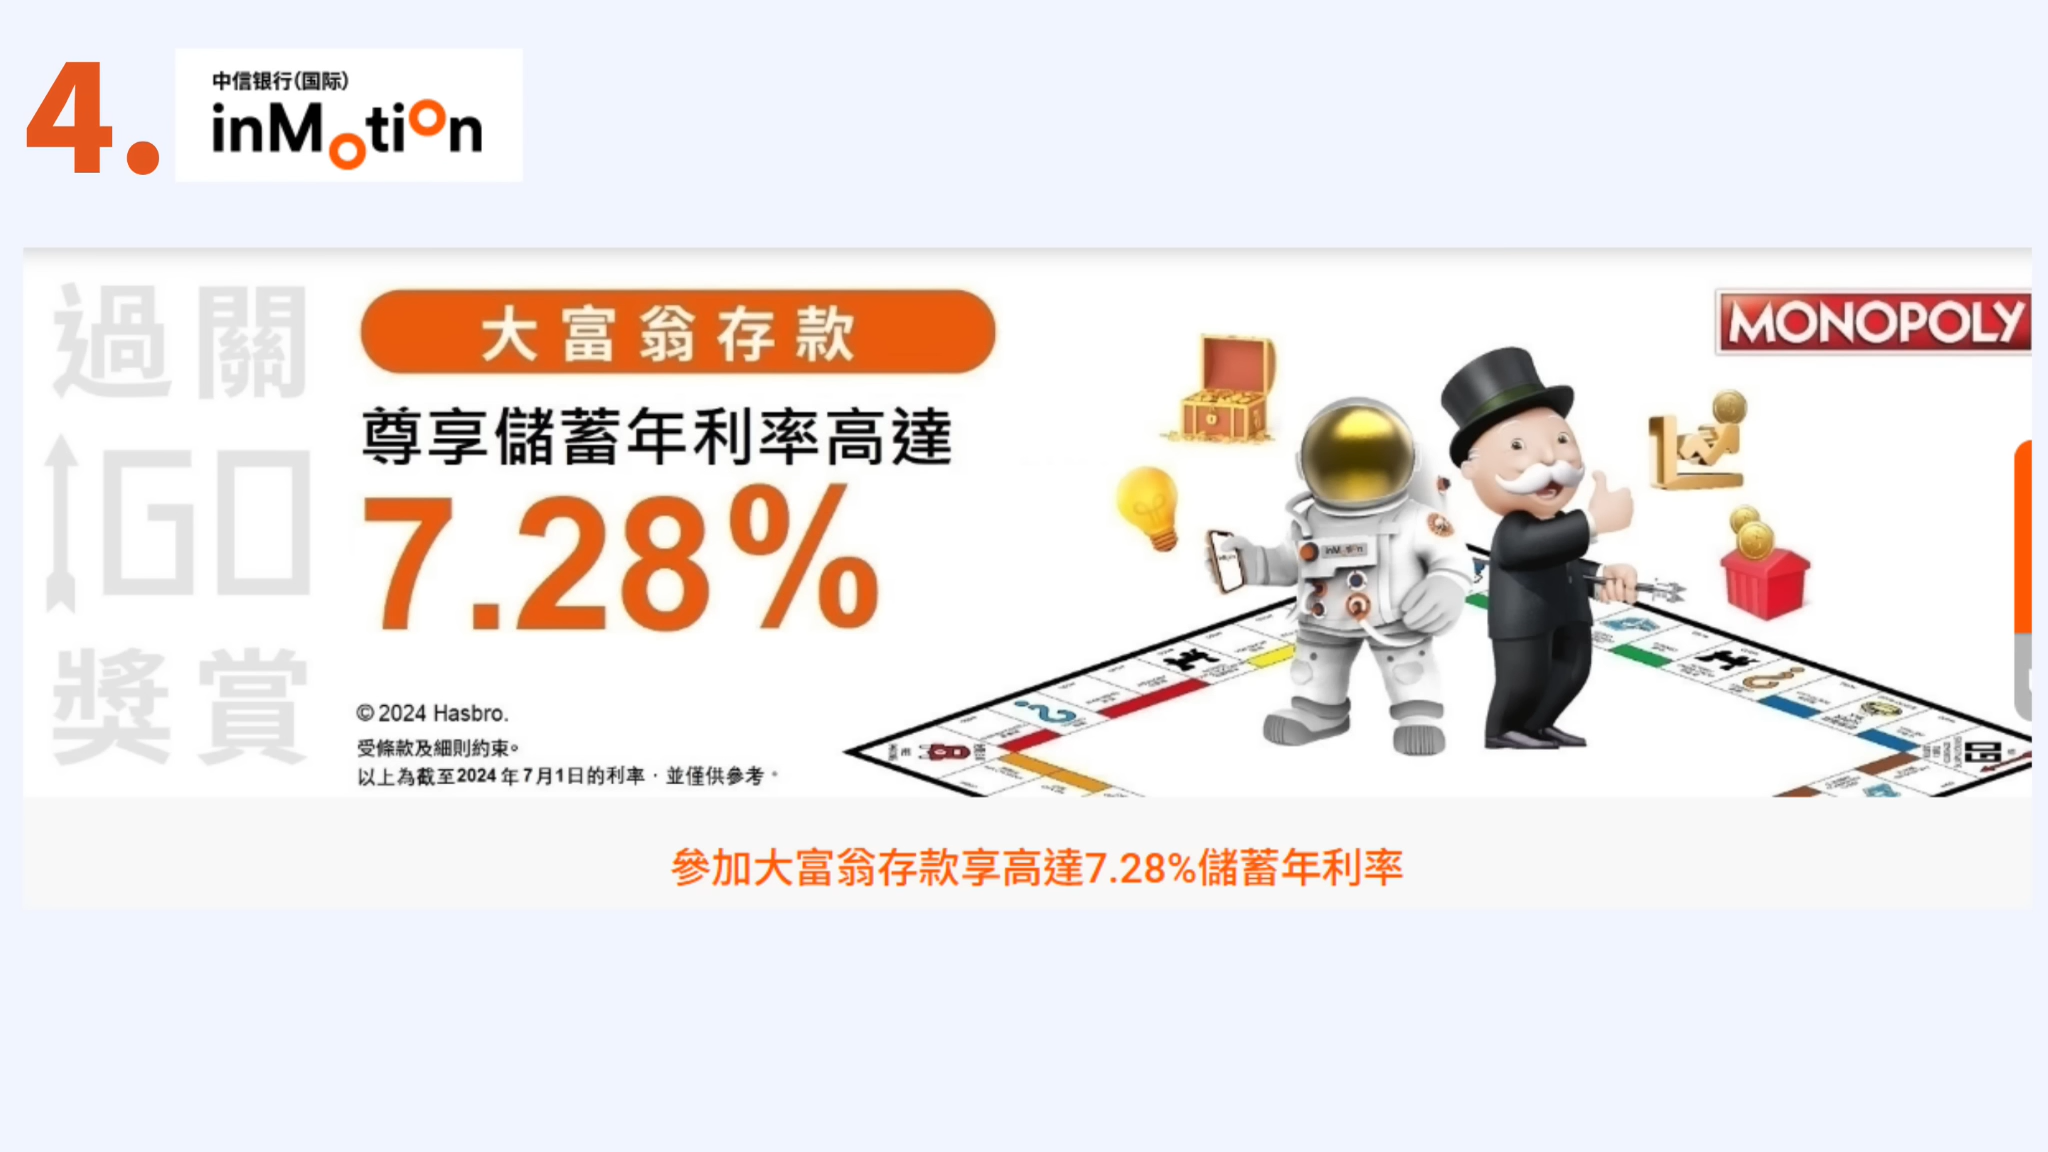 4.
中信银行(国际)
inMotion
過關
GO
獎賞
大富翁存款
尊享儲蓄年利率高達
7.28%
© 2024 Hasbro.
受條款及細則約束。
以上為截至2024年7月1日的利率，並僅供參考。
MONOPOLY
inMotion
參加大富翁存款享高達7.28%儲蓄年利率